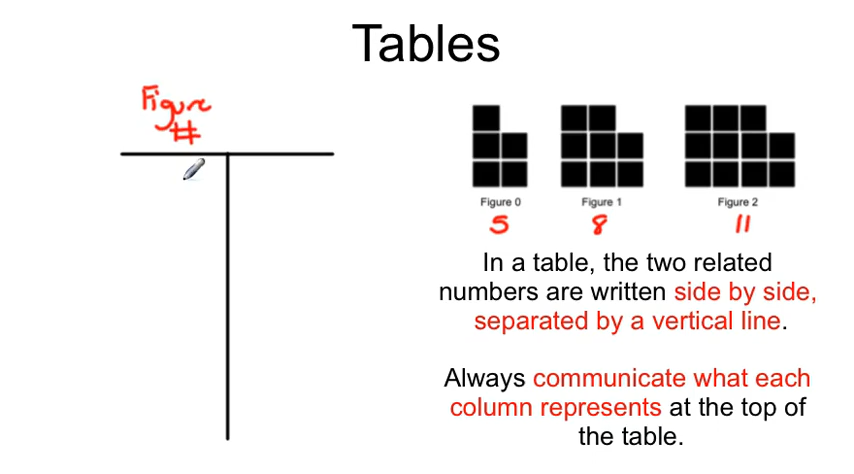 Tables
Figure
#
Figure 0
Figure 1
Figure 2
5
8
11
In a table, the two related
numbers are written side by side,
separated by a vertical line.
Always communicate what each
column represents at the top of
the table.